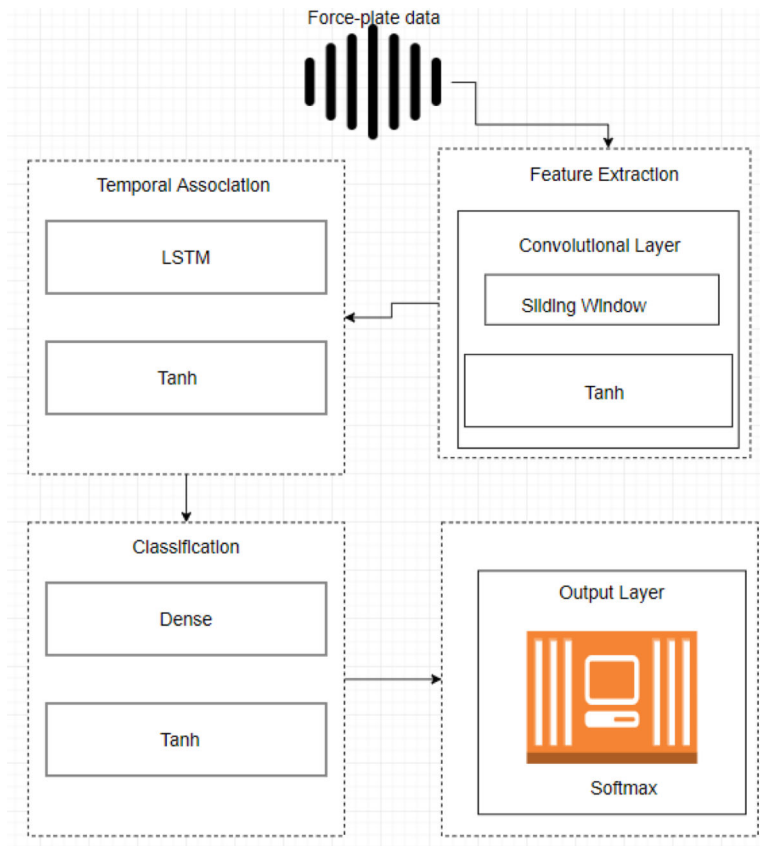 Force-plate data
Feature Extraction
Convolutional Layer
Sliding Window
Tanh
Temporal Association
LSTM
Tanh
Classification
Dense
Tanh
Output Layer
Softmax